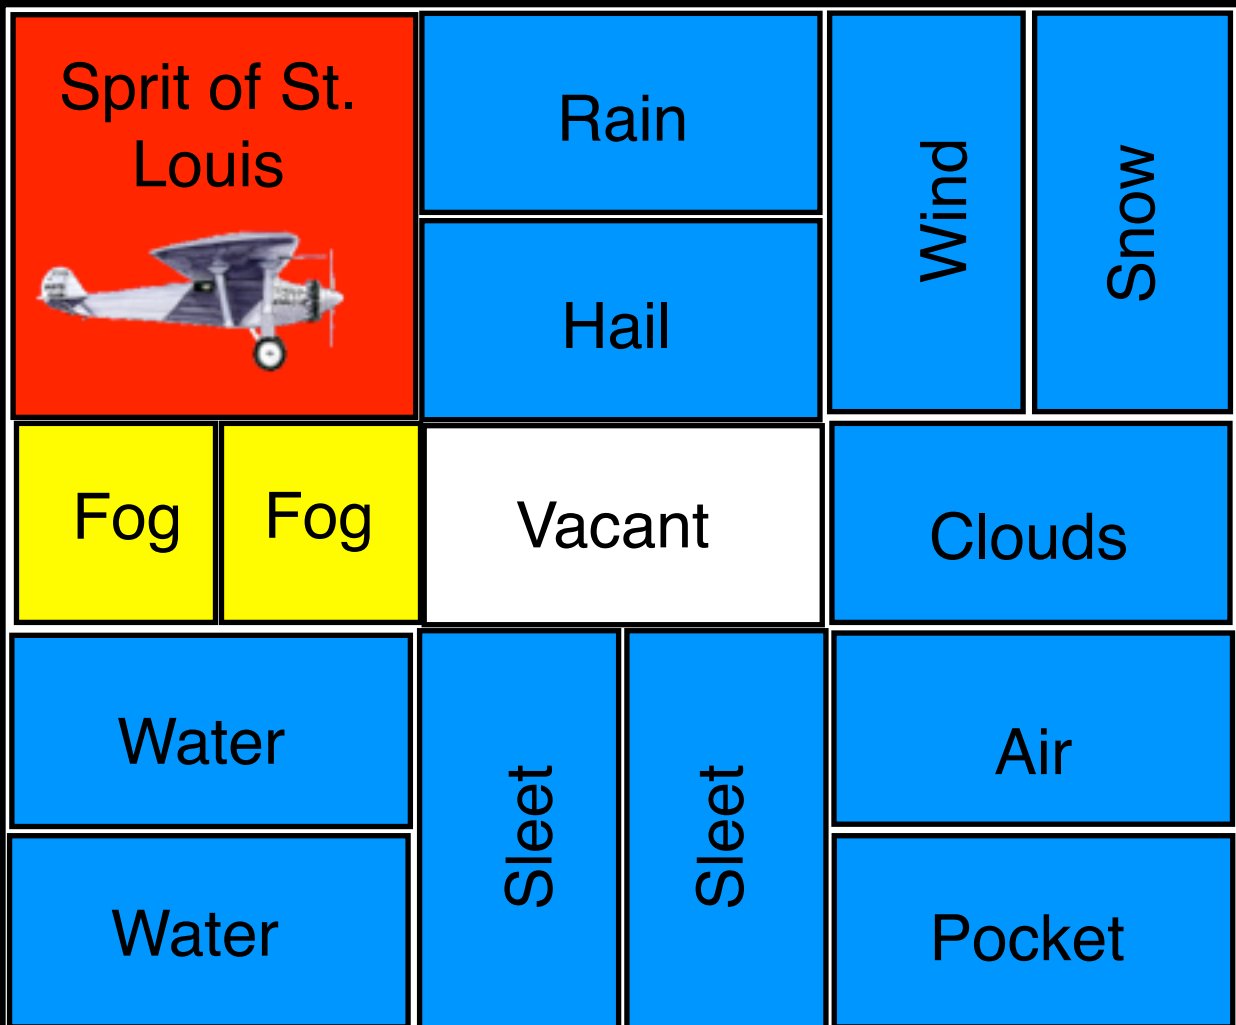 Sprit of St.
Louis
Rain
Wind
Snow
Hail
Fog
Fog
Vacant
Clouds
Water
Sleet
Sleet
Air
Water
Pocket